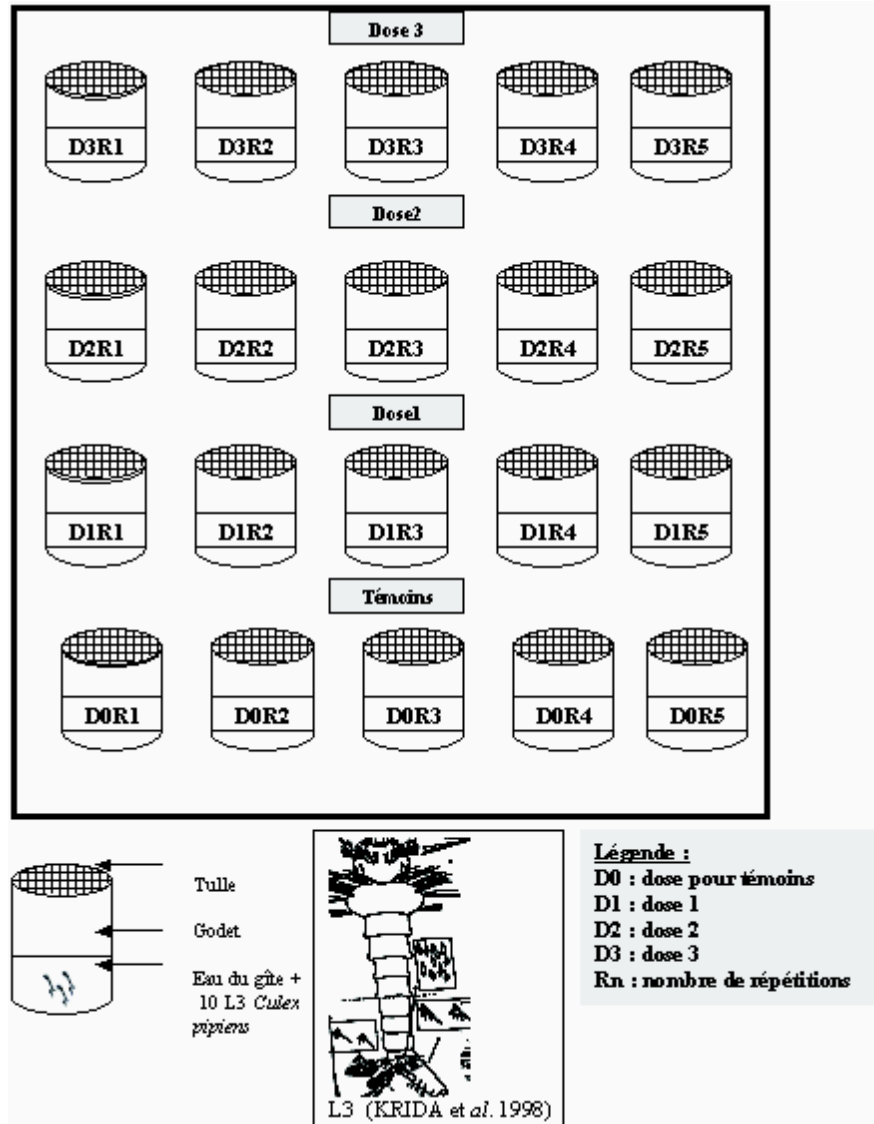 Dose 3
D3R1 D3R2 D3R3 D3R4 D3R5
Dose2
D2R1 D2R2 D2R3 D2R4 D2R5
Dose1
D1R1 D1R2 D1R3 D1R4 D1R5
Témoins
D0R1 D0R2 D0R3 D0R4 D0R5
Tulle
Godet
Eau du gîte +
10 L3 Culex
pipiens
L3 (KRIDA et al. 1998)
Légende :
D0 : dose pour témoins
D1 : dose 1
D2 : dose 2
D3 : dose 3
Rn : nombre de répétitions